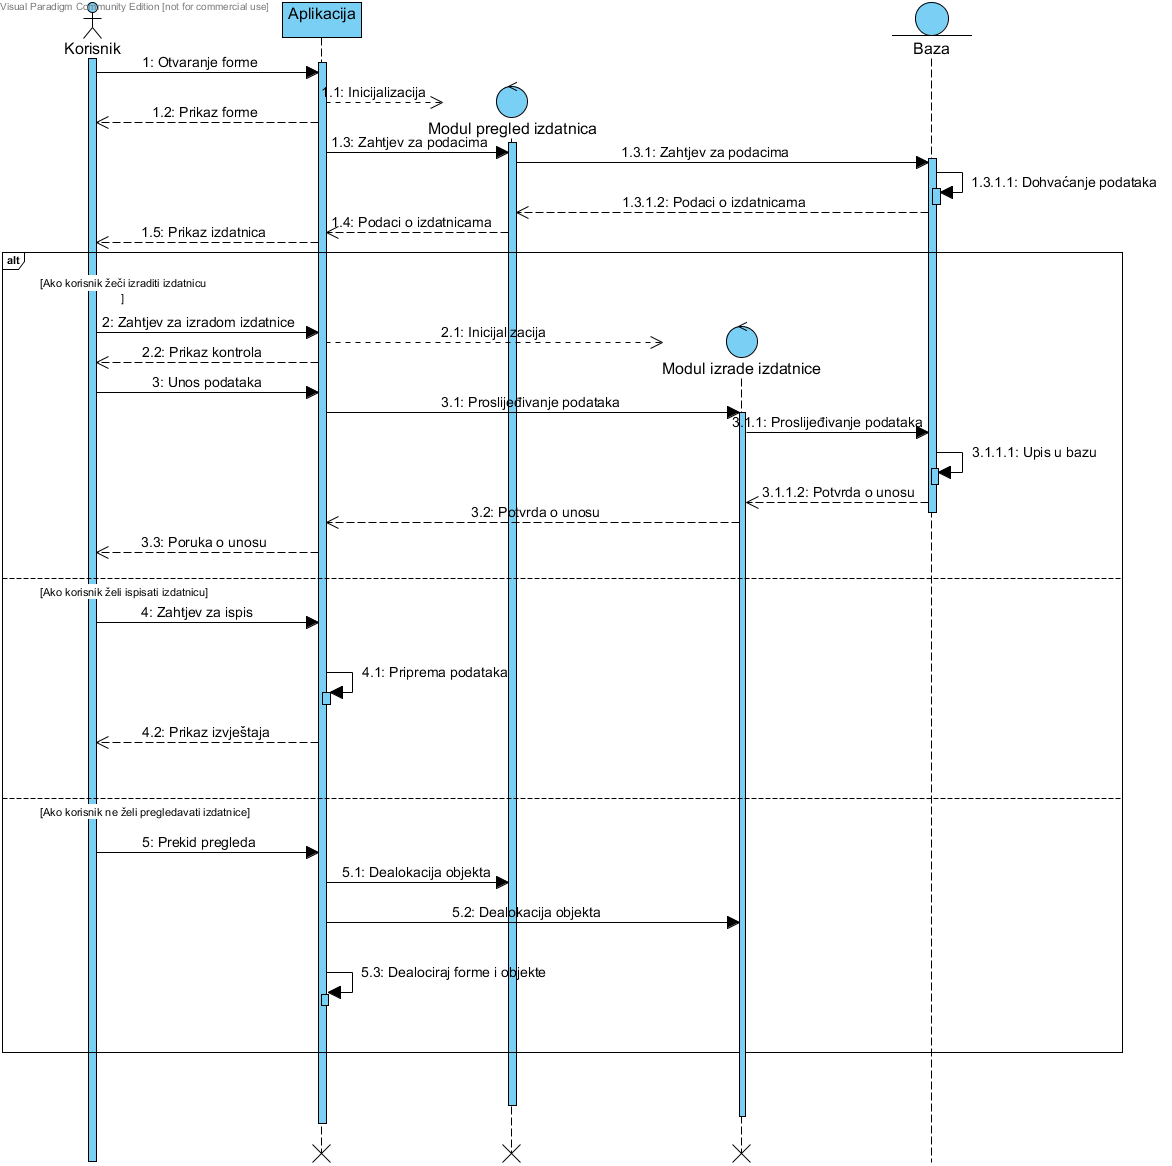 Visual Paradigm Community Edition [not for commercial use]
Aplikacija
Korisnik
Baza
1: Otvaranje forme
1.1: Inicijalizacija
1.2: Prikaz forme
Modul pregled izdatnica
1.3: Zahtjev za podacima
1.3.1: Zahtjev za podacima
1.3.1.1: Dohvaćanje podataka
1.3.1.2: Podaci o izdatnicama
1.4: Podaci o izdatnicama
1.5: Prikaz izdatnica
alt
[Ako korisnik žeči izraditi izdatnicu
]
2: Zahtjev za izradom izdatnice
2.1: Inicijalizacija
2.2: Prikaz kontrola
Modul izrade izdatnice
3: Unos podataka
3.1: Proslijeđivanje podataka
3.1.1: Proslijeđivanje podataka
3.1.1.1: Upis u bazu
3.1.1.2: Potvrda o unosu
3.2: Potvrda o unosu
3.3: Poruka o unosu
[Ako korisnik želi ispisati izdatnicu]
4: Zahtjev za ispis
4.1: Priprema podataka
4.2: Prikaz izvještaja
[Ako korisnik ne želi pregledavati izdatnice]
5: Prekid pregleda
5.1: Dealokacija objekta
5.2: Dealokacija objekta
5.3: Dealociraj forme i objekte